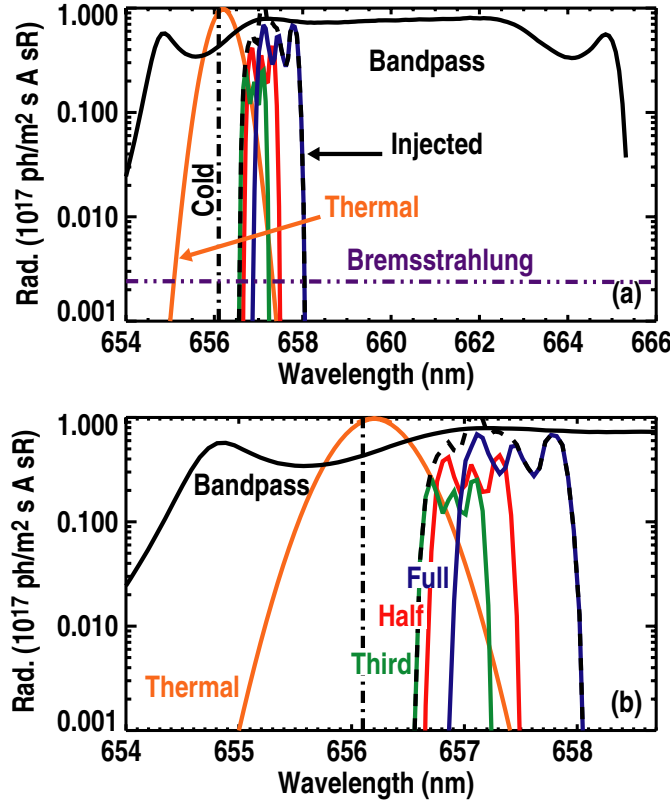 1.000
0.100
0.010
0.001
Rad. (10¹⁷ ph/m² s A sR)
Bandpass
Injected
Cold
Thermal
Bremsstrahlung
(a)
654 656 658 660 662 664 666
Wavelength (nm)
1.000
0.100
0.010
0.001
Rad. (10¹⁷ ph/m² s A sR)
Bandpass
Full
Half
Third
Thermal
(b)
654 655 656 657 658
Wavelength (nm)